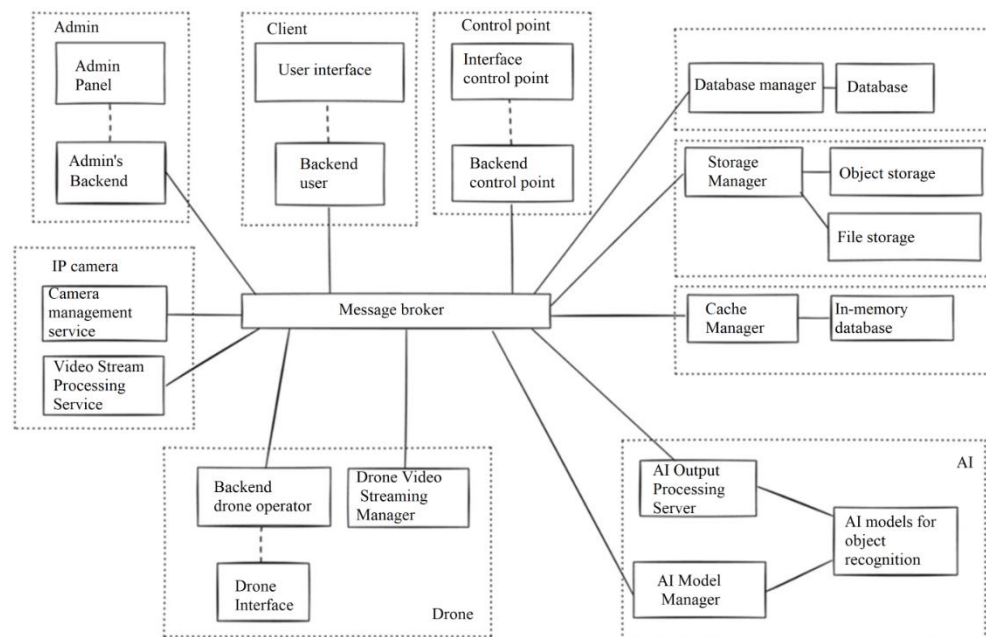 Admin
Admin
Panel
Admin's
Backend
Client
User interface
Backend
user
Control point
Interface
control point
Backend
control point
Database manager
Database
Storage
Manager
Object storage
File storage
Cache
Manager
In-memory
database
IP camera
Camera
management
service
Video Stream
Processing
Service
Message broker
Backend
drone operator
Drone Video
Streaming
Manager
Drone
Interface
Drone
AI
AI Output
Processing
Server
AI models for
object
recognition
AI Model
Manager